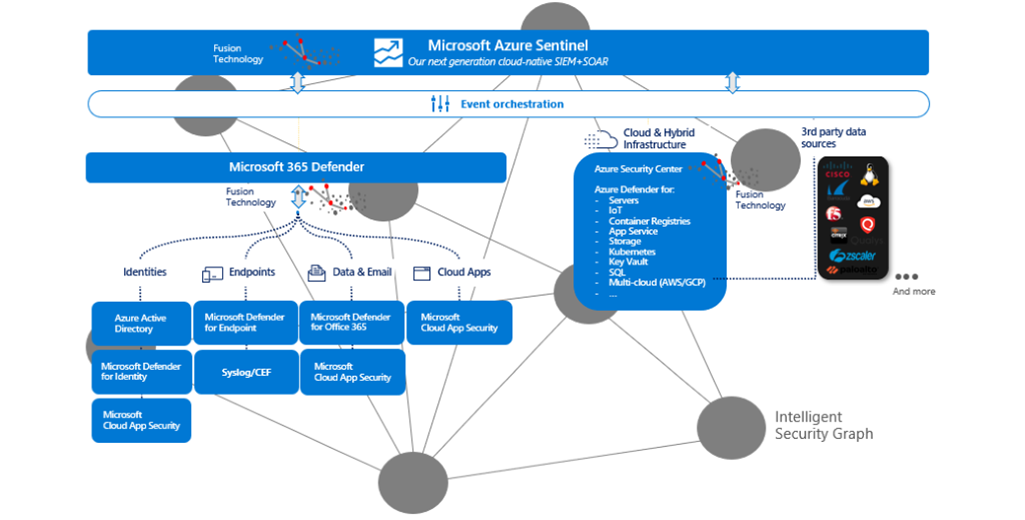 Fusion
Technology
Microsoft Azure Sentinel
Our next generation cloud-native SIEM+SOAR
Event orchestration
Cloud & Hybrid
Infrastructure
3rd party data
sources
Microsoft 365 Defender
Fusion
Technology
Azure Security Center
Azure Defender for:
- Servers
- IoT
- Container Registries
- App Service
- Storage
- Kubernetes
- Key Vault
- SQL
- Multi-cloud (AWS/GCP)
- ....
Fusion
Technology
CISCO
aws
f5
Qualys
CITRIX
zscaler
paloalto
And more
Identities
Endpoints
Data & Email
Cloud Apps
Azure Active
Directory
Microsoft Defender
for Endpoint
Microsoft Defender
for Office 365
Microsoft
Cloud App Security
Microsoft Defender
for Identity
Syslog/CEF
Microsoft
Cloud App Security
Microsoft
Cloud App Security
Intelligent
Security Graph